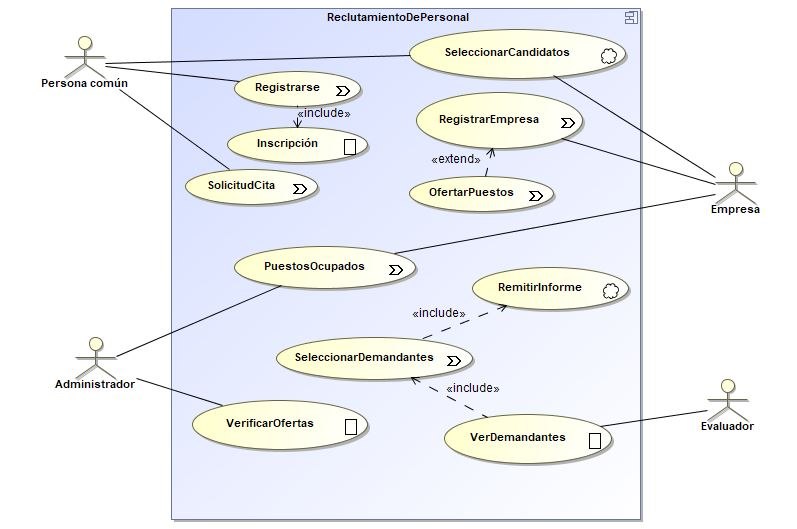 ReclutamientoDePersonal
SeleccionarCandidatos
Persona común
Registrarse
«include»
RegistrarEmpresa
Inscripción
«extend»
SolicitudCita
OfertarPuestos
Empresa
PuestosOcupados
RemitirInforme
«include»
SeleccionarDemandantes
Administrador
«include»
VerificarOfertas
VerDemandantes
Evaluador